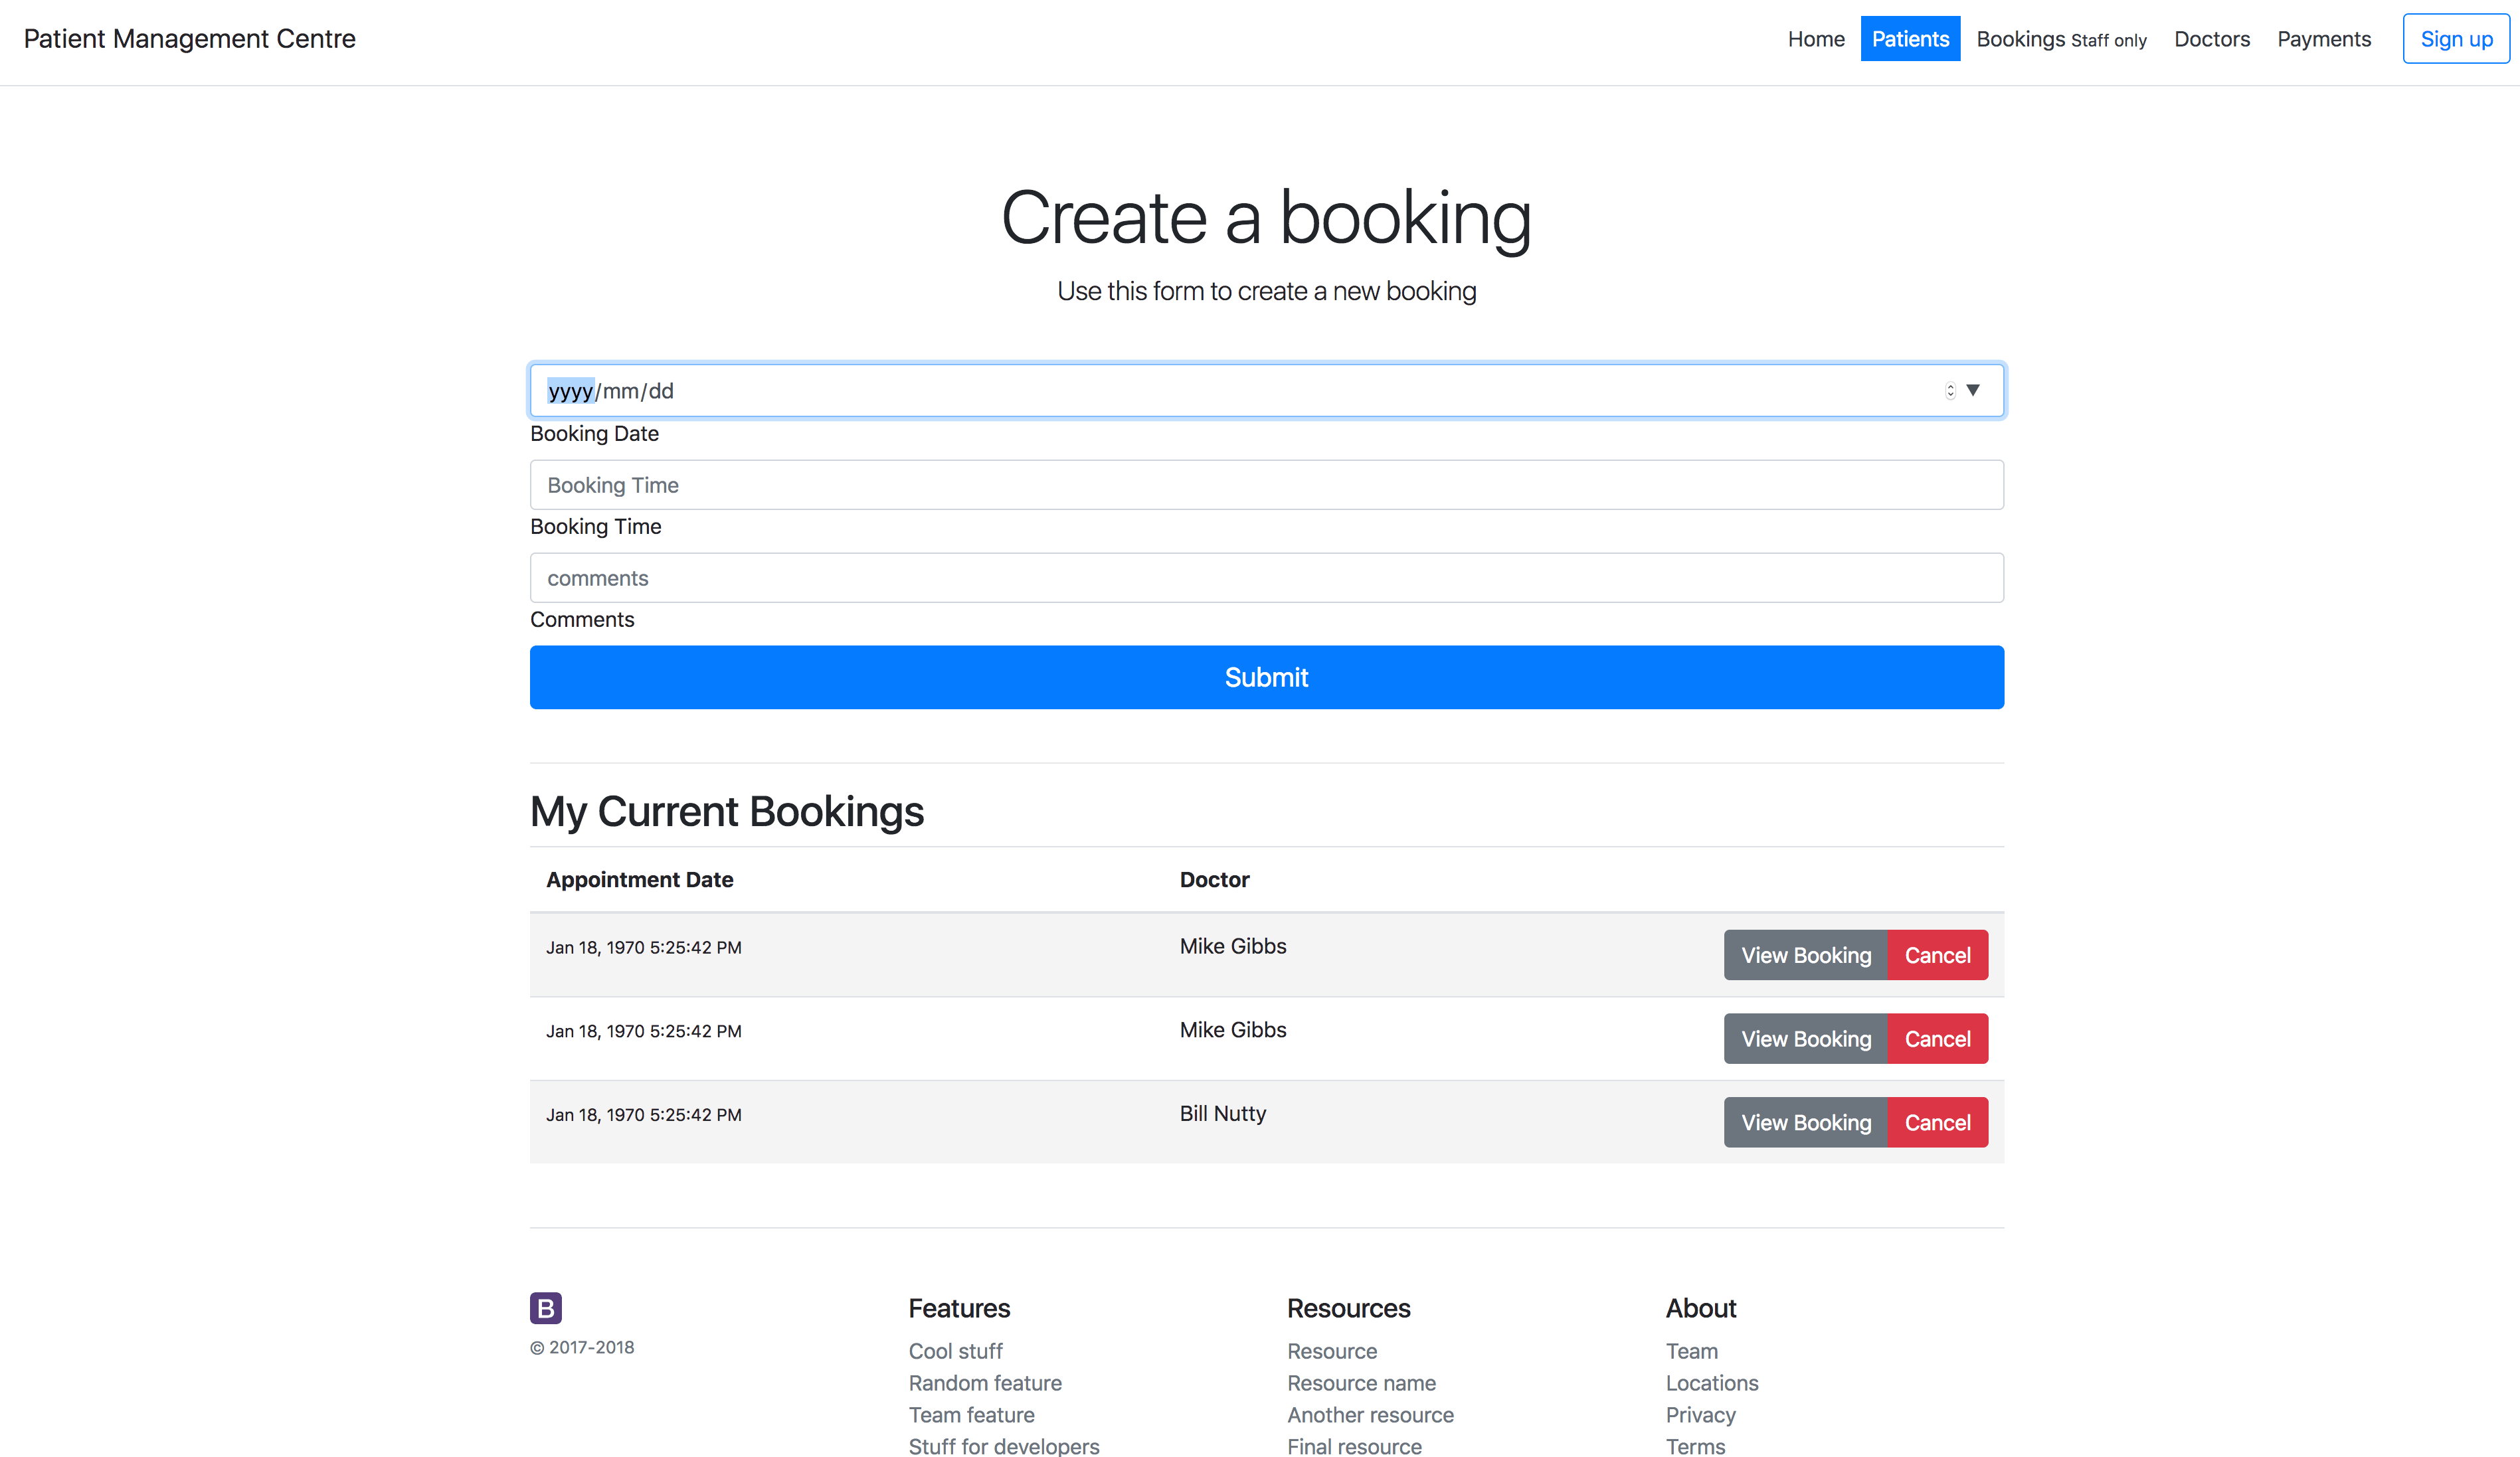 Patient Management Centre
Home Patients Bookings Staff only Doctors Payments Sign up
Create a booking
Use this form to create a new booking
yyyy/mm/dd
Booking Date
Booking Time
Booking Time
comments
Comments
Submit
My Current Bookings
Appointment Date Doctor
Jan 18, 1970 5:25:42 PM Mike Gibbs View Booking Cancel
Jan 18, 1970 5:25:42 PM Mike Gibbs View Booking Cancel
Jan 18, 1970 5:25:42 PM Bill Nutty View Booking Cancel
B
© 2017-2018
Features
Cool stuff
Random feature
Team feature
Stuff for developers
Resources
Resource
Resource name
Another resource
Final resource
About
Team
Locations
Privacy
Terms